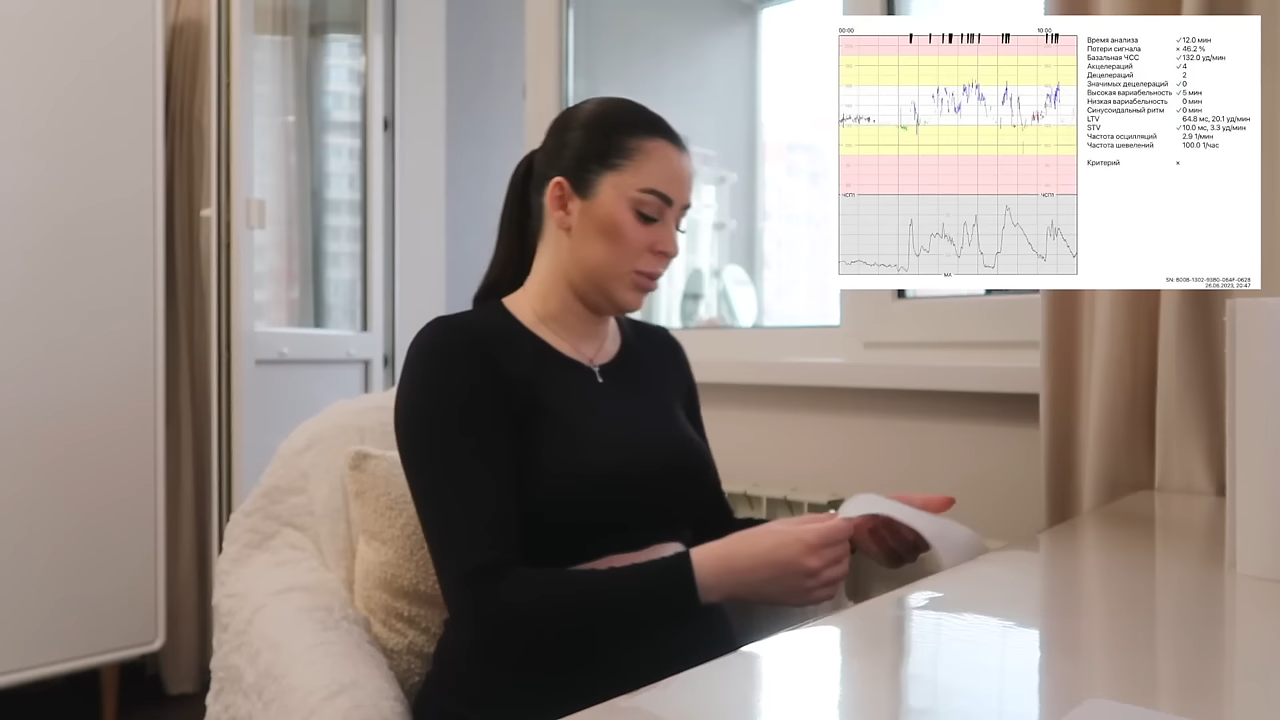 00:00
10:00
Время анализа ✓12.0 мин
Потери сигнала × 46.2 %
Базальная ЧСС ✓132.0 уд/мин
Акцелераций ✓4
Децелераций 2
Значимых децелераций ✓0
Высокая вариабельность ✓5 мин
Низкая вариабельность 0 мин
Синусоидальный ритм ✓0 мин
LTV 64.8 мс, 20.1 уд/мин
STV ✓10.0 мс, 3.3 уд/мин
Частота осцилляций 2.9 1/мин
Частота шевелений 100.0 1/час
Критерий ×
ЧСП1
ЧСП1
МА
26.06.2023, 20:47